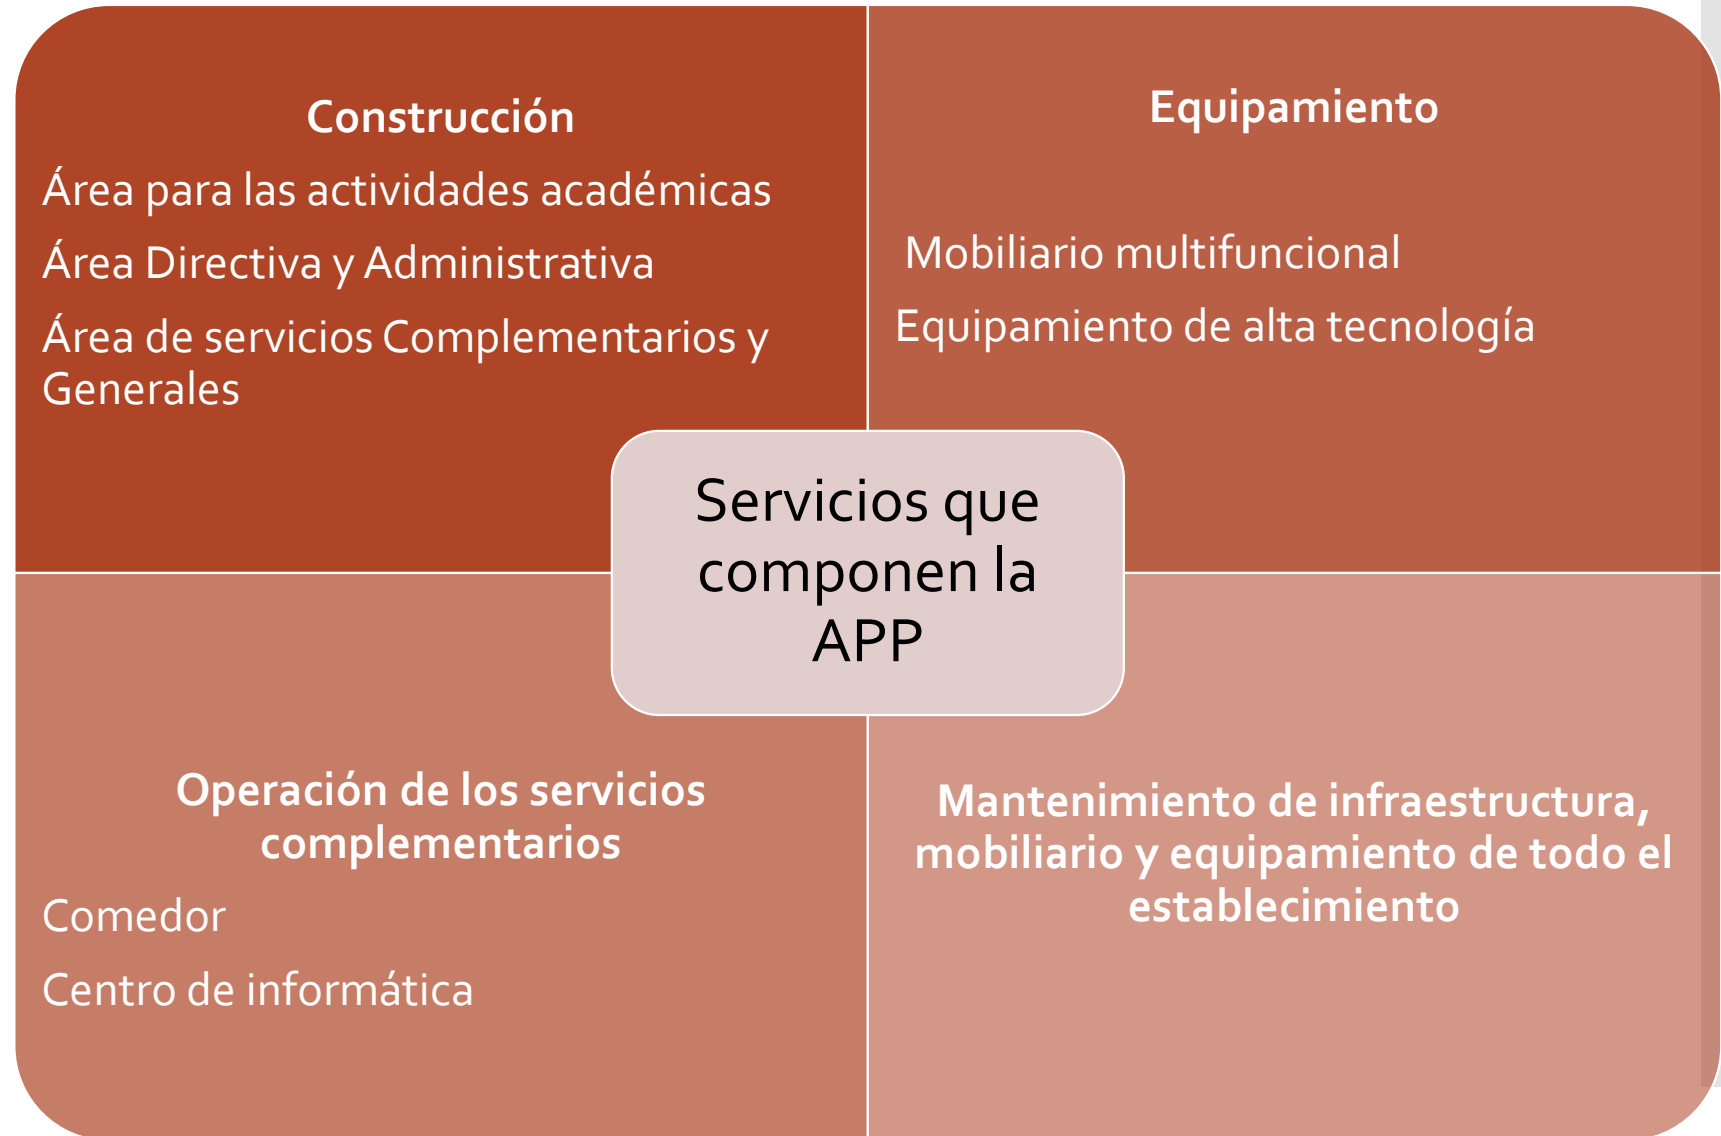 Construcción
Área para las actividades académicas
Área Directiva y Administrativa
Área de servicios Complementarios y
Generales
Equipamiento
Mobiliario multifuncional
Equipamiento de alta tecnología
Servicios que
componen la
APP
Operación de los servicios
complementarios
Comedor
Centro de informática
Mantenimiento de infraestructura,
mobiliario y equipamiento de todo el
establecimiento